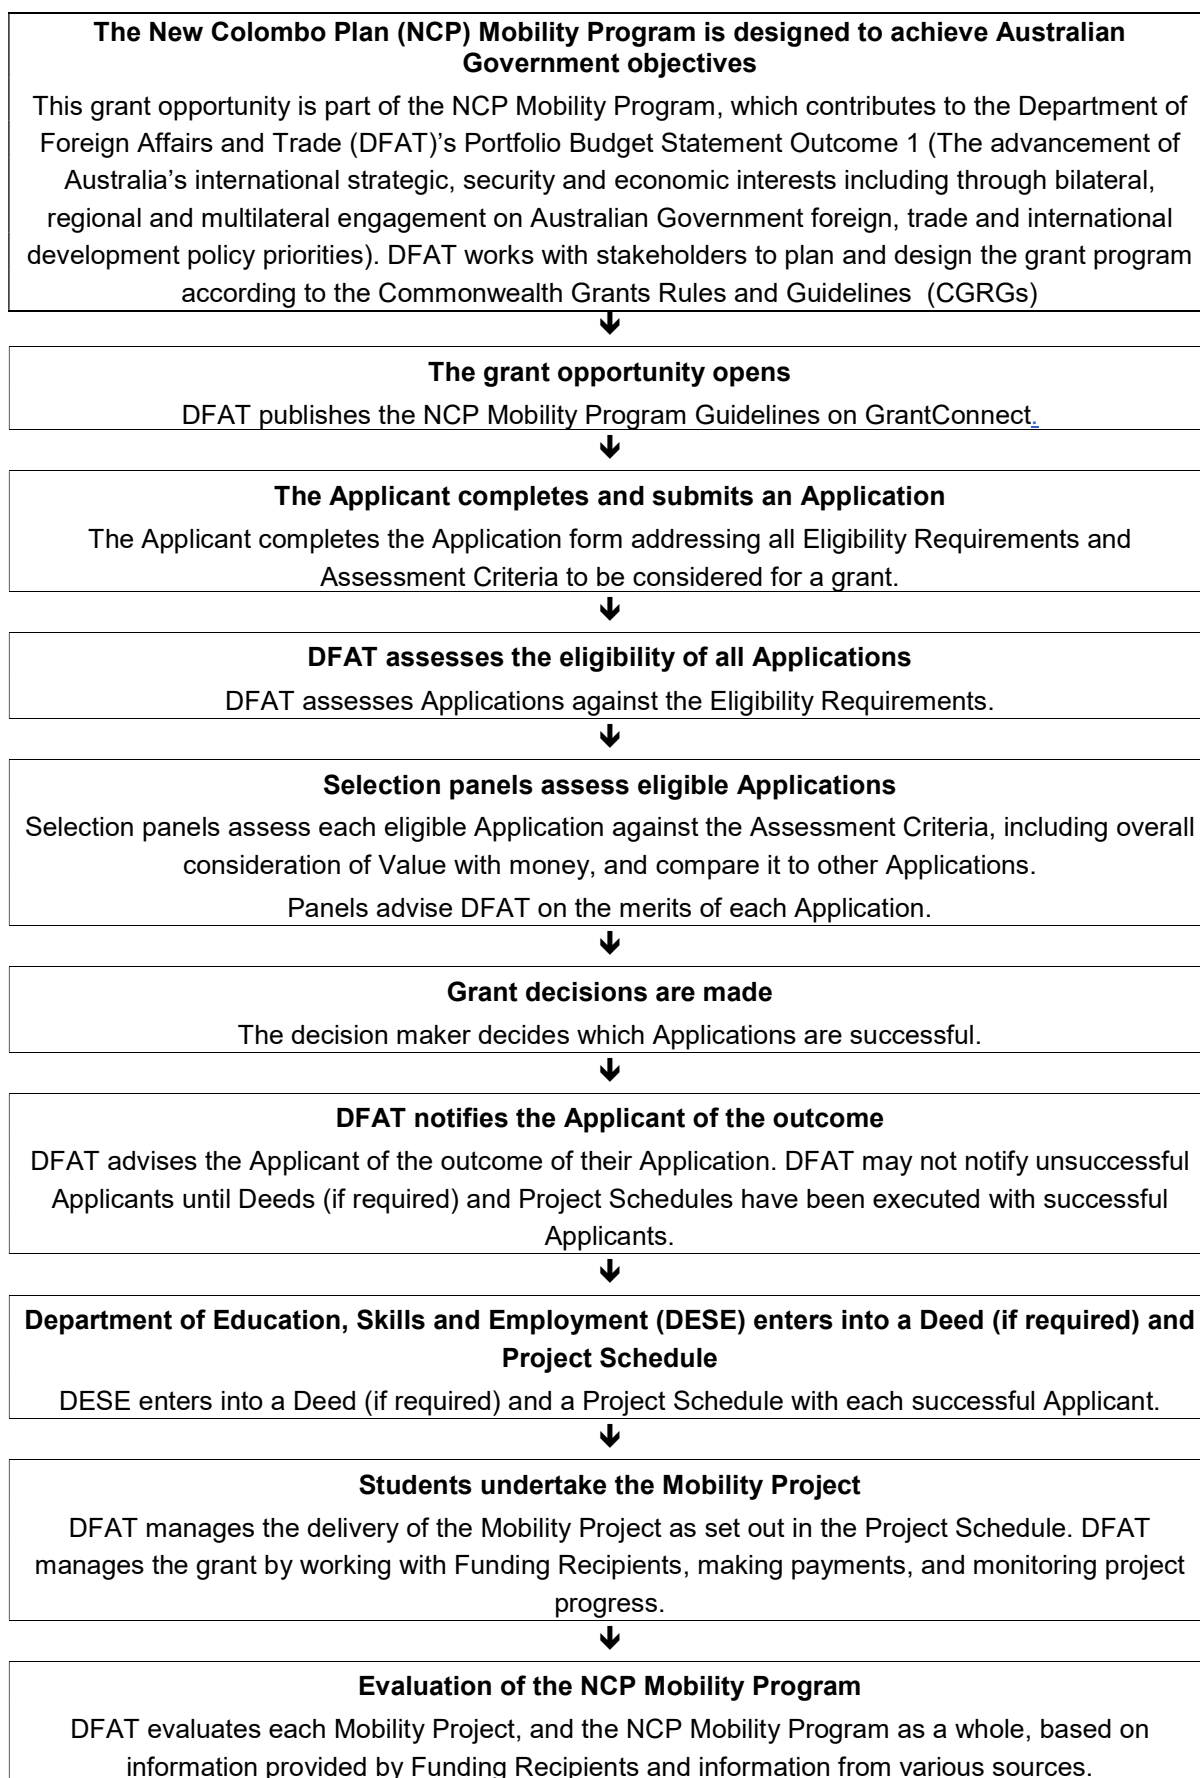 The New Colombo Plan (NCP) Mobility Program is designed to achieve Australian
Government objectives
This grant opportunity is part of the NCP Mobility Program, which contributes to the Department of
Foreign Affairs and Trade (DFAT)’s Portfolio Budget Statement Outcome 1 (The advancement of
Australia’s international strategic, security and economic interests including through bilateral,
regional and multilateral engagement on Australian Government foreign, trade and international
development policy priorities). DFAT works with stakeholders to plan and design the grant program
according to the Commonwealth Grants Rules and Guidelines (CGRGs)
The grant opportunity opens
DFAT publishes the NCP Mobility Program Guidelines on GrantConnect.
The Applicant completes and submits an Application
The Applicant completes the Application form addressing all Eligibility Requirements and
Assessment Criteria to be considered for a grant.
DFAT assesses the eligibility of all Applications
DFAT assesses Applications against the Eligibility Requirements.
Selection panels assess eligible Applications
Selection panels assess each eligible Application against the Assessment Criteria, including overall
consideration of Value with money, and compare it to other Applications.
Panels advise DFAT on the merits of each Application.
Grant decisions are made
The decision maker decides which Applications are successful.
DFAT notifies the Applicant of the outcome
DFAT advises the Applicant of the outcome of their Application. DFAT may not notify unsuccessful
Applicants until Deeds (if required) and Project Schedules have been executed with successful
Applicants.
Department of Education, Skills and Employment (DESE) enters into a Deed (if required) and
Project Schedule
DESE enters into a Deed (if required) and a Project Schedule with each successful Applicant.
Students undertake the Mobility Project
DFAT manages the delivery of the Mobility Project as set out in the Project Schedule. DFAT
manages the grant by working with Funding Recipients, making payments, and monitoring project
progress.
Evaluation of the NCP Mobility Program
DFAT evaluates each Mobility Project, and the NCP Mobility Program as a whole, based on
information provided by Funding Recipients and information from various sources.